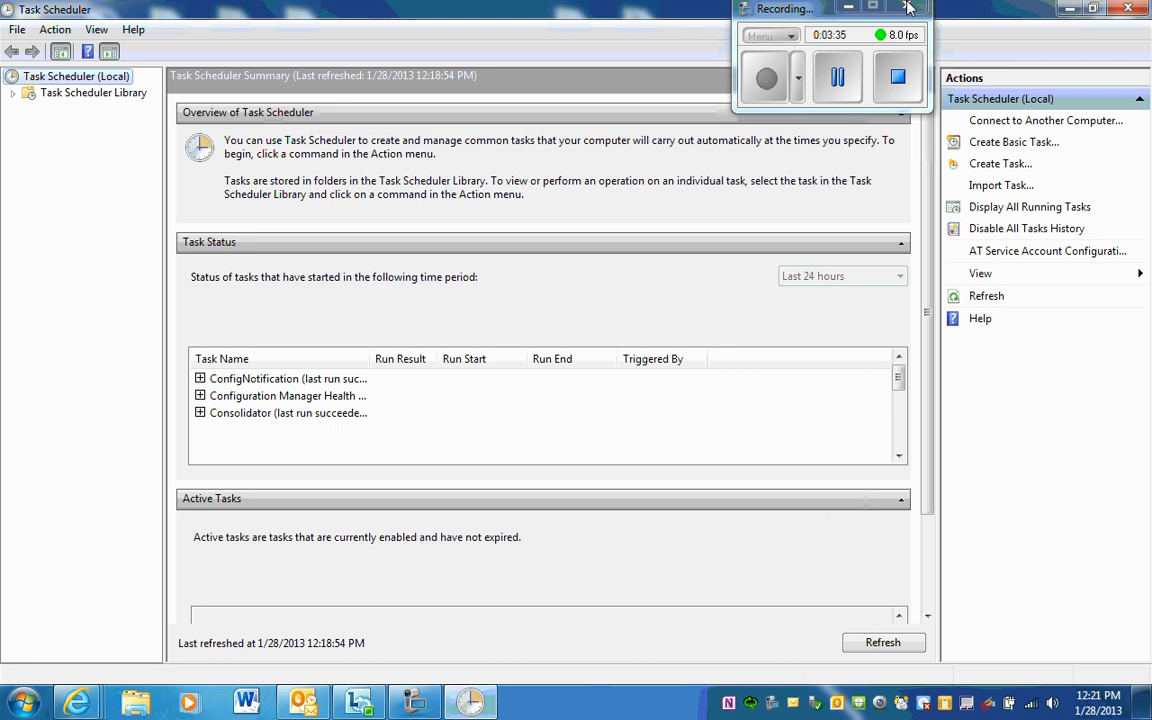 Task Scheduler
Recording...
File Action View Help
Menu 0:03:35 8.0 fps
Task Scheduler (Local)
Task Scheduler Library
Task Scheduler Summary (Last refreshed: 1/28/2013 12:18:54 PM)
Overview of Task Scheduler
You can use Task Scheduler to create and manage common tasks that your computer will carry out automatically at the times you specify. To
begin, click a command in the Action menu.
Tasks are stored in folders in the Task Scheduler Library. To view or perform an operation on an individual task, select the task in the Task
Scheduler Library and click on a command in the Action menu.
Task Status
Status of tasks that have started in the following time period:
Last 24 hours
Task Name Run Result Run Start Run End Triggered By
ConfigNotification (last run suc...
Configuration Manager Health ...
Consolidator (last run succeede...
Active Tasks
Active tasks are tasks that are currently enabled and have not expired.
Last refreshed at 1/28/2013 12:18:54 PM
Refresh
Actions
Task Scheduler (Local)
Connect to Another Computer...
Create Basic Task...
Create Task...
Import Task...
Display All Running Tasks
Disable All Tasks History
AT Service Account Configurati...
View
Refresh
Help
12:21 PM
1/28/2013